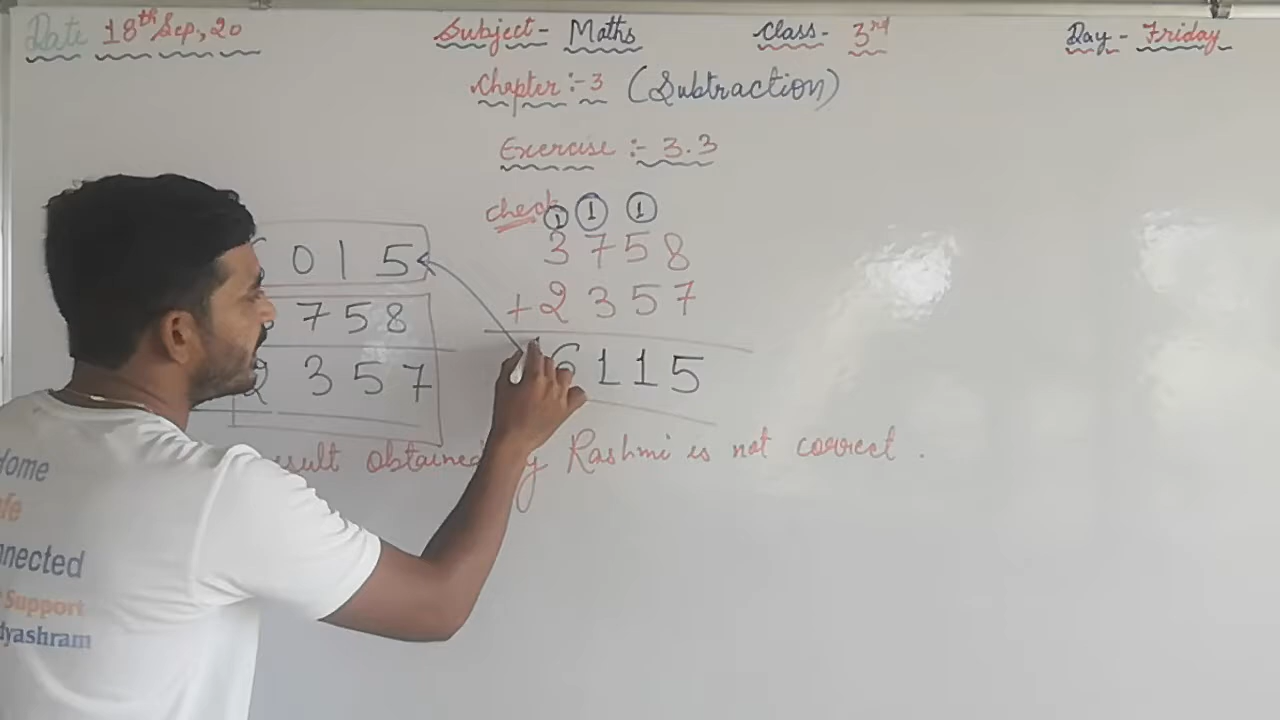 Date 18th Sep, 20 Subject- Maths Class- 3rd Day- Friday
Chapter:-3 (Subtraction)
Exercise:- 3.3
check
1 1 1
0 1 5 3 7 5 8
7 5 8 + 2 3 5 7
2 3 5 7 6 1 1 5
obtained by Rashmi is not correct.
Home
nnected
Support
dyashram